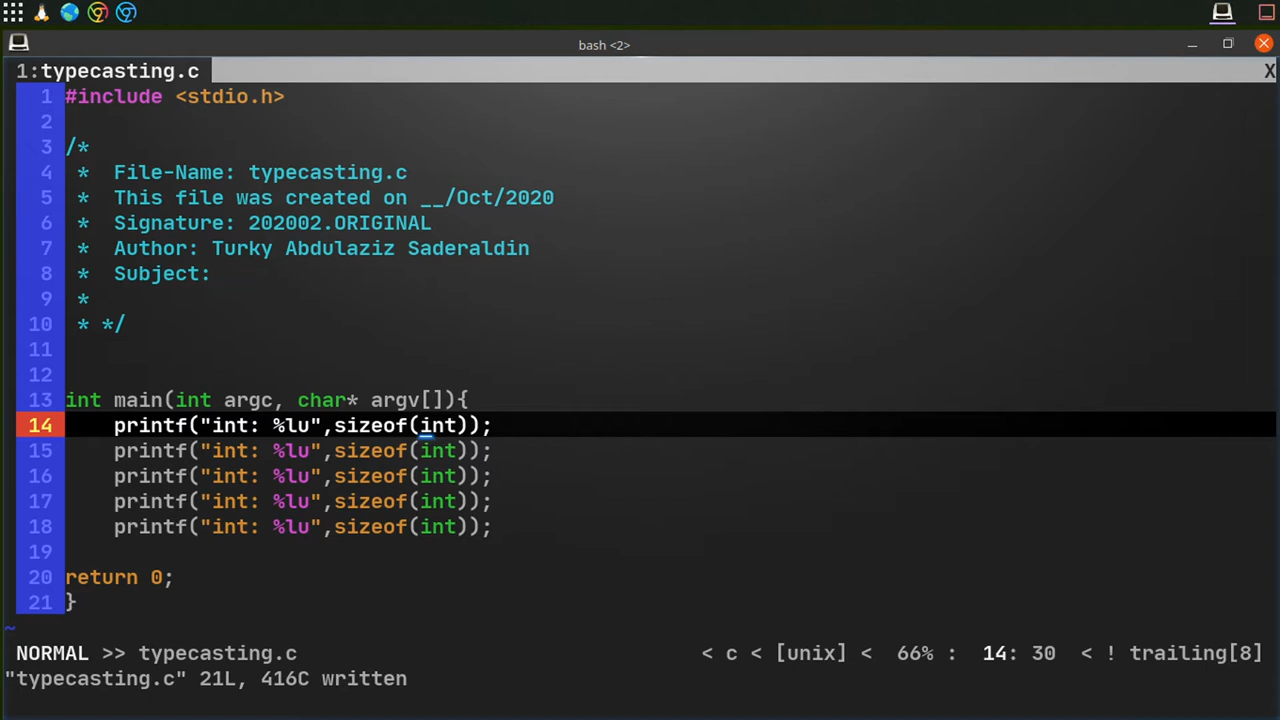 bash <2>
1:typecasting.c X
1 #include <stdio.h>
2
3 /*
4 * File-Name: typecasting.c
5 * This file was created on __/Oct/2020
6 * Signature: 202002.ORIGINAL
7 * Author: Turky Abdulaziz Saderaldin
8 * Subject:
9 *
10 * */
11
12
13 int main(int argc, char* argv[]){
14 printf("int: %lu",sizeof(int));
15 printf("int: %lu",sizeof(int));
16 printf("int: %lu",sizeof(int));
17 printf("int: %lu",sizeof(int));
18 printf("int: %lu",sizeof(int));
19
20 return 0;
21 }
~
NORMAL >> typecasting.c < c < [unix] < 66% : 14: 30 < ! trailing[8]
"typecasting.c" 21L, 416C written